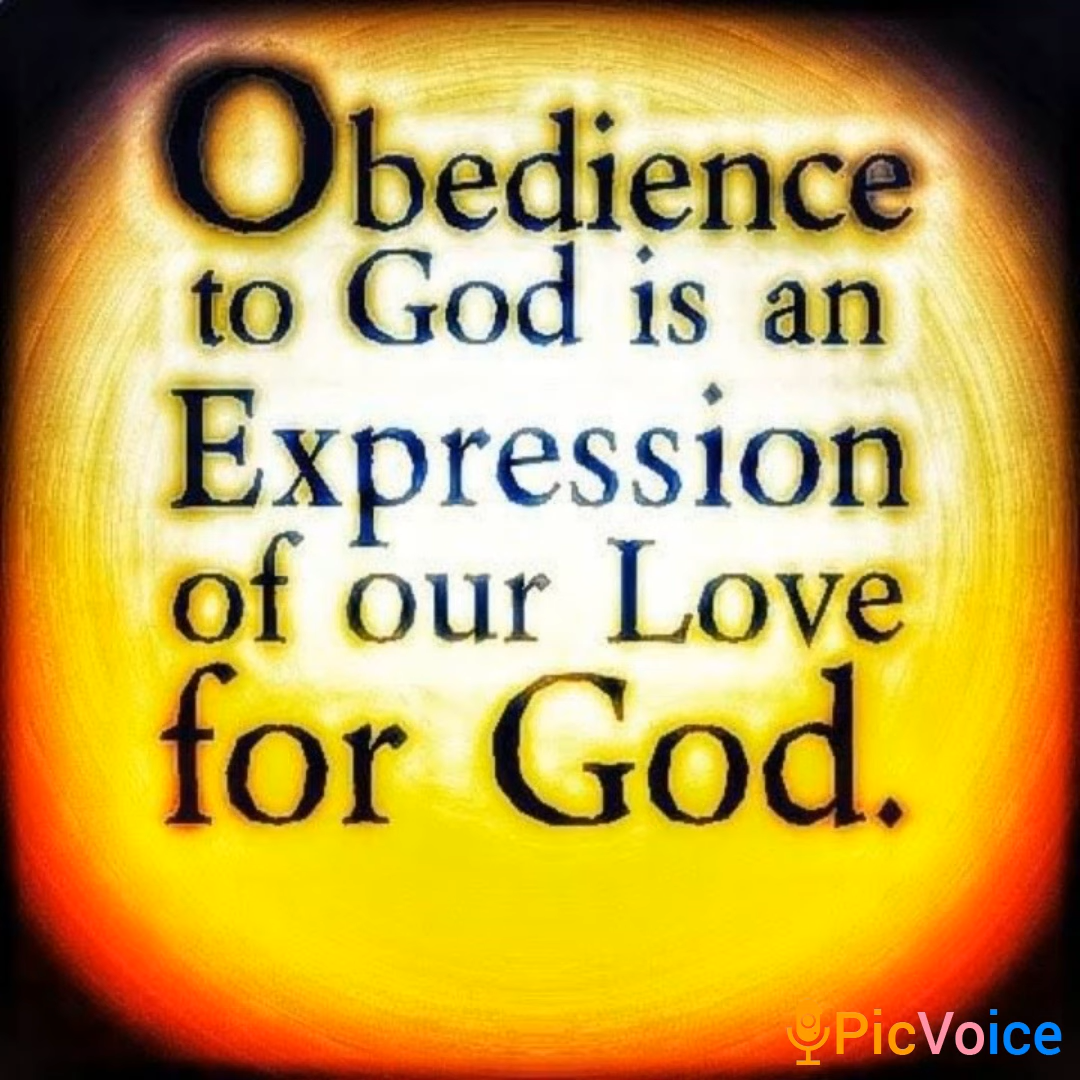 Obedience
to God is an
Expression
of our Love
for God.
PicVoice